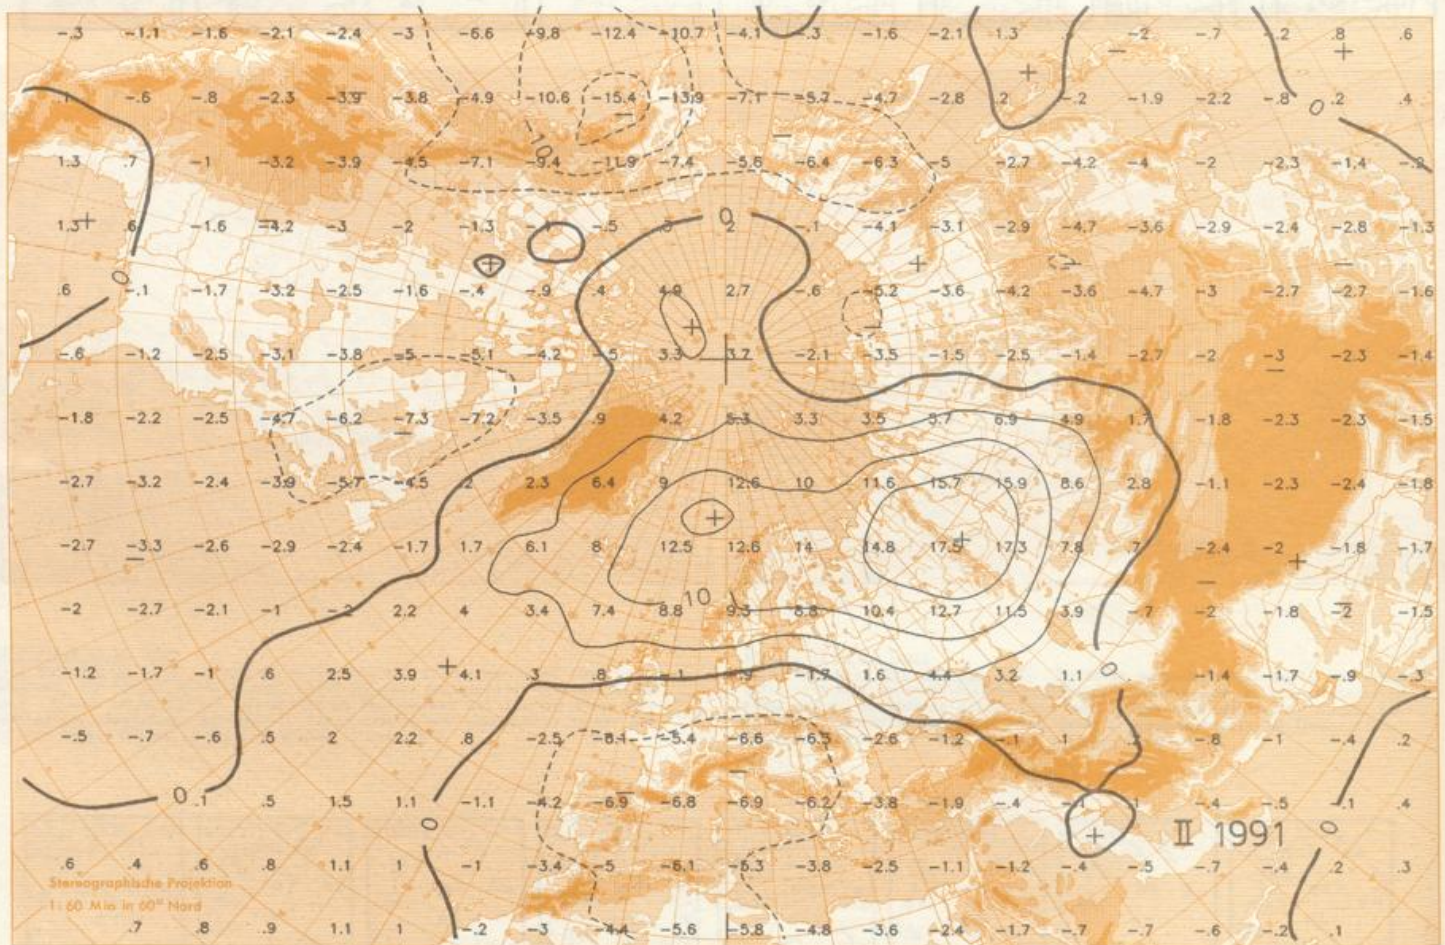 -.3 -1.1 -1.6 -2.1 -2.4 -3 -6.6 -9.8 -12.4 -10.7 -4.1 -.3 -1.6 -2.1 1.3 -2 -.7 .8 .6
-.6 -.8 -2.3 -3.9 -3.8 -4.9 -10.6 -15.4 -13.9 -7.1 -5.7 -4.7 -2.8 .2 -.2 -1.9 -2.2 -.8 0 .2 .4
1.3 .7 -1 -3.2 -3.9 -4.5 -7.1 -9.4 10 -11.9 -7.4 -5.6 -6.4 -6.3 -5 -2.7 -4.2 -4 -2 -2.3 -1.4 -.2
1.3 .6 -1.6 -4.2 -3 -2 -1.3 -.5 0 2 -.1 -4.1 -3.1 -2.9 -4.7 -3.6 -2.9 -2.4 -2.8 -1.3
.6 0 -.1 -1.7 -3.2 -2.5 -1.6 -.4 -.9 .4 4.9 2.7 -.6 -5.2 -3.6 -4.2 -3.6 -4.7 -3 -2.7 -2.7 -1.6
-.6 -1.2 -2.5 -3.1 -3.8 -5 -5.1 -4.2 -.5 3.3 3.7 -2.1 -3.5 -1.5 -2.5 -1.4 -2.7 -2 -3 -2.3 -1.4
-1.8 -2.2 -2.5 -4.7 -6.2 -7.3 -7.2 -3.5 .9 4.2 5.3 3.3 3.5 5.7 6.9 4.9 1.7 -1.8 -2.3 -2.3 -1.5
-2.7 -3.2 -2.4 -3.9 -5.7 -4.5 .2 2.3 6.4 9 12.6 10 11.6 15.7 15.9 8.6 2.8 -1.1 -2.3 -2.4 -1.8
-2.7 -3.3 -2.6 -2.9 -2.4 -1.7 1.7 6.1 8 12.5 12.6 14 14.8 17.5 17.3 7.8 .7 -2.4 -2 -1.8 -1.7
-2 -2.7 -2.1 -1 -.2 2.2 4 3.4 7.4 8.8 10 9.3 8.8 10.4 12.7 11.5 3.9 -.7 -2 -1.8 -2 -1.5
-1.2 -1.7 -1 .6 2.5 3.9 4.1 .3 .8 -.1 -.9 -1.7 1.6 4.4 3.2 1.1 0 -1.4 -1.7 -.9 -.3
-.5 -.7 -.6 .5 2 2.2 .8 -2.5 -6.1 -5.4 -6.6 -6.5 -2.6 -1.2 -.1 .1 -.8 -1 -.4 .2
0 .1 .5 1.5 1.1 0 -1.1 -4.2 -6.9 -6.8 -6.9 -6.2 -3.8 -1.9 -.4 .1 -.4 -.5 -.1 0 .4
II 1991
.6 .4 .6 .8 1.1 1 -1 -3.4 -5 -6.1 -5.3 -3.8 -2.5 -1.1 -1.2 -.4 -.5 -.7 -.4 .2 .3
Stereographische Projektion
1:60 Mio in 60° Nord
.7 .8 .9 1.1 1 -.2 -3 -4.4 -5.6 -5.8 -4.8 -3.6 -2.4 -.7 -.6 -.7 -.6 -.2 .1